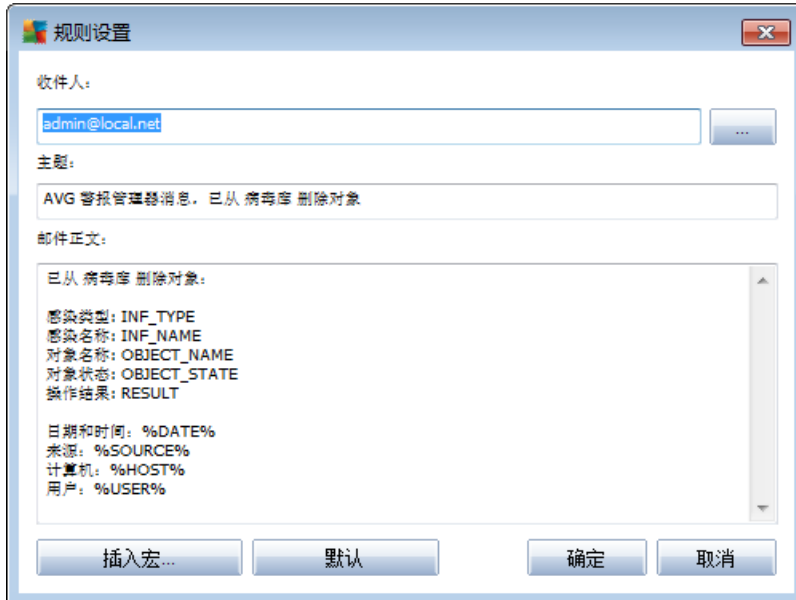 规则设置
收件人:
admin@local.net
...
主题:
AVG 警报管理器消息. 已从 病毒库 删除对象
邮件正文:
已从 病毒库 删除对象:
感染类型: INF_TYPE
感染名称: INF_NAME
对象名称: OBJECT_NAME
对象状态: OBJECT_STATE
操作结果: RESULT
日期和时间: %DATE%
来源: %SOURCE%
计算机: %HOST%
用户: %USER%
插入宏... 默认 确定 取消